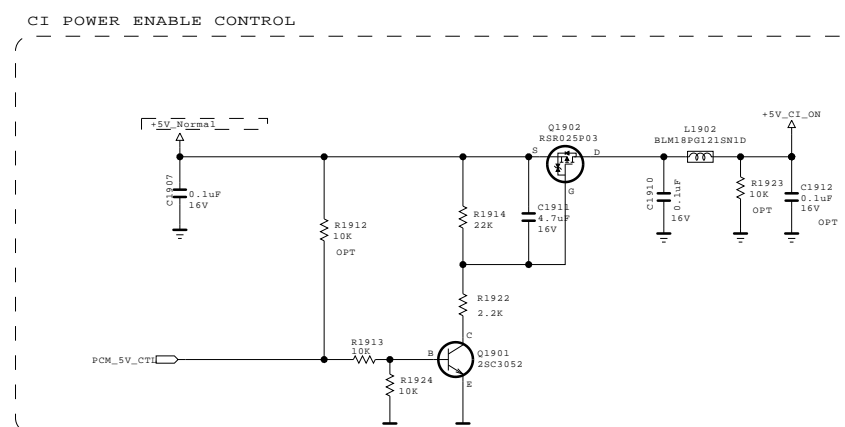 CI POWER ENABLE CONTROL
+5V_Normal
+5V_CI_ON
Q1902
RSR025P03
L1902
BLM18PG121SN1D
S
D
G
C1907
0.1uF
16V
R1912
10K
OPT
R1914
22K
C1911
4.7uF
16V
C1910
0.1uF
16V
R1923
10K
OPT
C1912
0.1uF
16V
OPT
R1922
2.2K
C
R1913
10K
B
Q1901
2SC3052
PCM_5V_CTL
R1924
10K
E